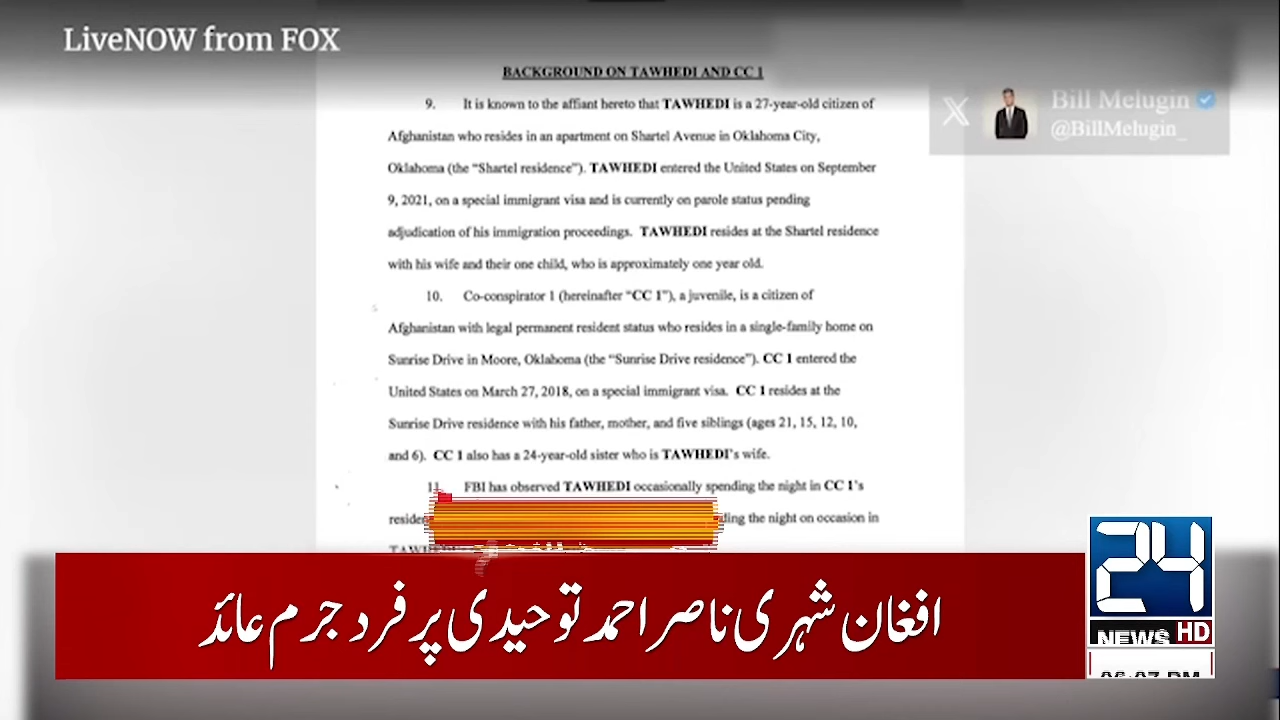 LiveNOW from FOX
Bill Melugin
@BillMelugin_
BACKGROUND ON TAWHEDI AND CC 1
9. It is known to the affiant hereto that TAWHEDI is a 27-year-old citizen of
Afghanistan who resides in an apartment on Shartel Avenue in Oklahoma City,
Oklahoma (the “Shartel residence”). TAWHEDI entered the United States on September
9, 2021, on a special immigrant visa and is currently on parole status pending
adjudication of his immigration proceedings. TAWHEDI resides at the Shartel residence
with his wife and their one child, who is approximately one year old.
10. Co-conspirator 1 (hereinafter “CC 1”), a juvenile, is a citizen of
Afghanistan with legal permanent resident status who resides in a single-family home on
Sunrise Drive in Moore, Oklahoma (the “Sunrise Drive residence”). CC 1 entered the
United States on March 27, 2018, on a special immigrant visa. CC 1 resides at the
Sunrise Drive residence with his father, mother, and five siblings (ages 21, 15, 12, 10,
and 6). CC 1 also has a 24-year-old sister who is TAWHEDI's wife.
11. FBI has observed TAWHEDI occasionally spending the night in CC 1's
the night on occasion in
افغان شہری ناصر احمد توحیدی پر فرد جرم عائد
24
NEWS HD